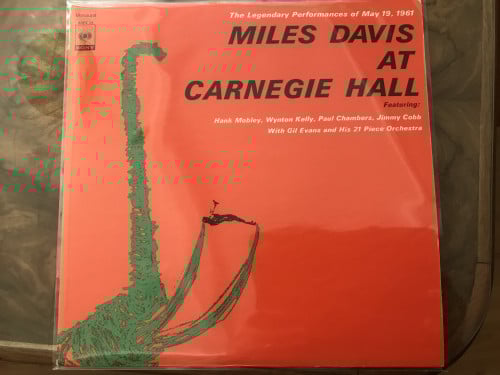 The Legendary Performances of May 19, 1961
MILES DAVIS
AT
CARNEGIE HALL
Featuring:
Hank Mobley, Wynton Kelly, Paul Chambers, Jimmy Cobb
With Gil Evans and His 21 Piece Orchestra
SONY